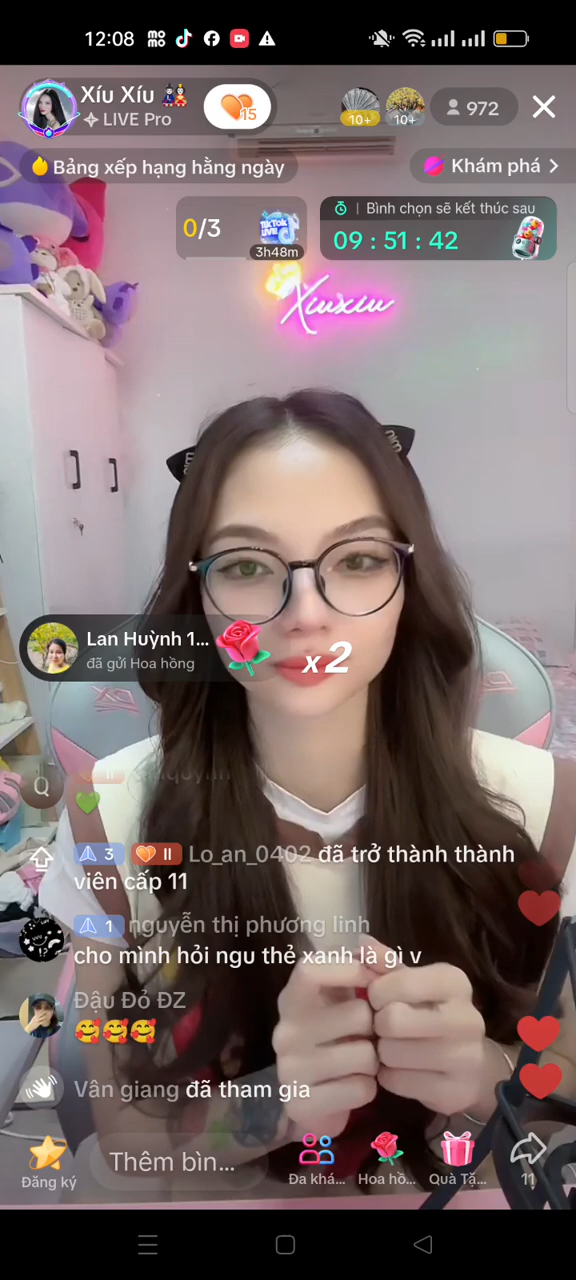 12:08
Xíu Xíu
LIVE Pro
15
10+
10+
972
Bảng xếp hạng hằng ngày
Khám phá
0/3
TikTok LIVE
3h48m
Bình chọn sẽ kết thúc sau
09 : 51 : 42
Xiuxiu
Lan Huỳnh 1...
đã gửi Hoa hồng
x2
Q
3 II Lo_an_0402 đã trở thành thành
viên cấp 11
1 nguyễn thị phương linh
cho mình hỏi ngu thẻ xanh là gì v
Đậu Đỏ ĐZ
Vân giang đã tham gia
Đăng ký
Thêm bìn...
Đa khá...
Hoa hồ...
Quà Tặ...
11